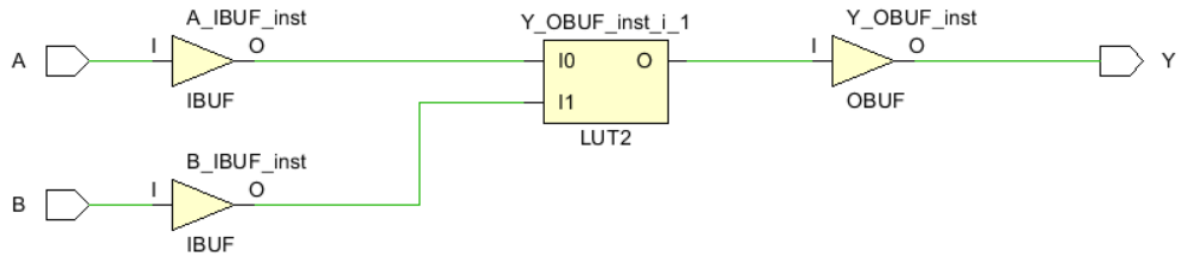 A_IBUF_inst
Y_OBUF_inst_i_1
Y_OBUF_inst
A
I
O
I0
O
I
O
Y
IBUF
I1
OBUF
LUT2
B_IBUF_inst
B
I
O
IBUF